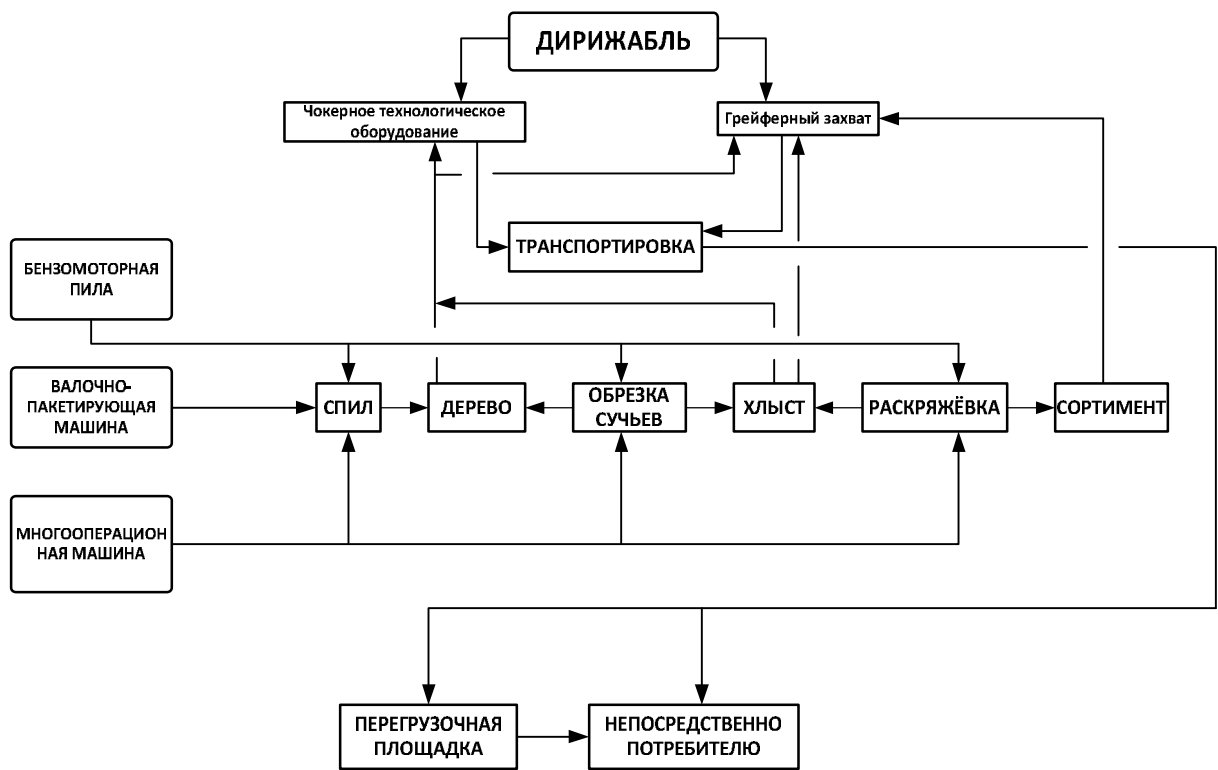 ДИРИЖАБЛЬ
Чокерное технологическое
оборудование
Грейферный захват
ТРАНСПОРТИРОВКА
БЕНЗОМОТОРНАЯ
ПИЛА
ВАЛОЧНО-
ПАКЕТИРУЮЩАЯ
МАШИНА
СПИЛ
ДЕРЕВО
ОБРЕЗКА
СУЧЬЕВ
ХЛЫСТ
РАСКРЯЖЁВКА
СОРТИМЕНТ
МНОГООПЕРАЦИОН
НАЯ МАШИНА
ПЕРЕГРУЗОЧНАЯ
ПЛОЩАДКА
НЕПОСРЕДСТВЕННО
ПОТРЕБИТЕЛЮ